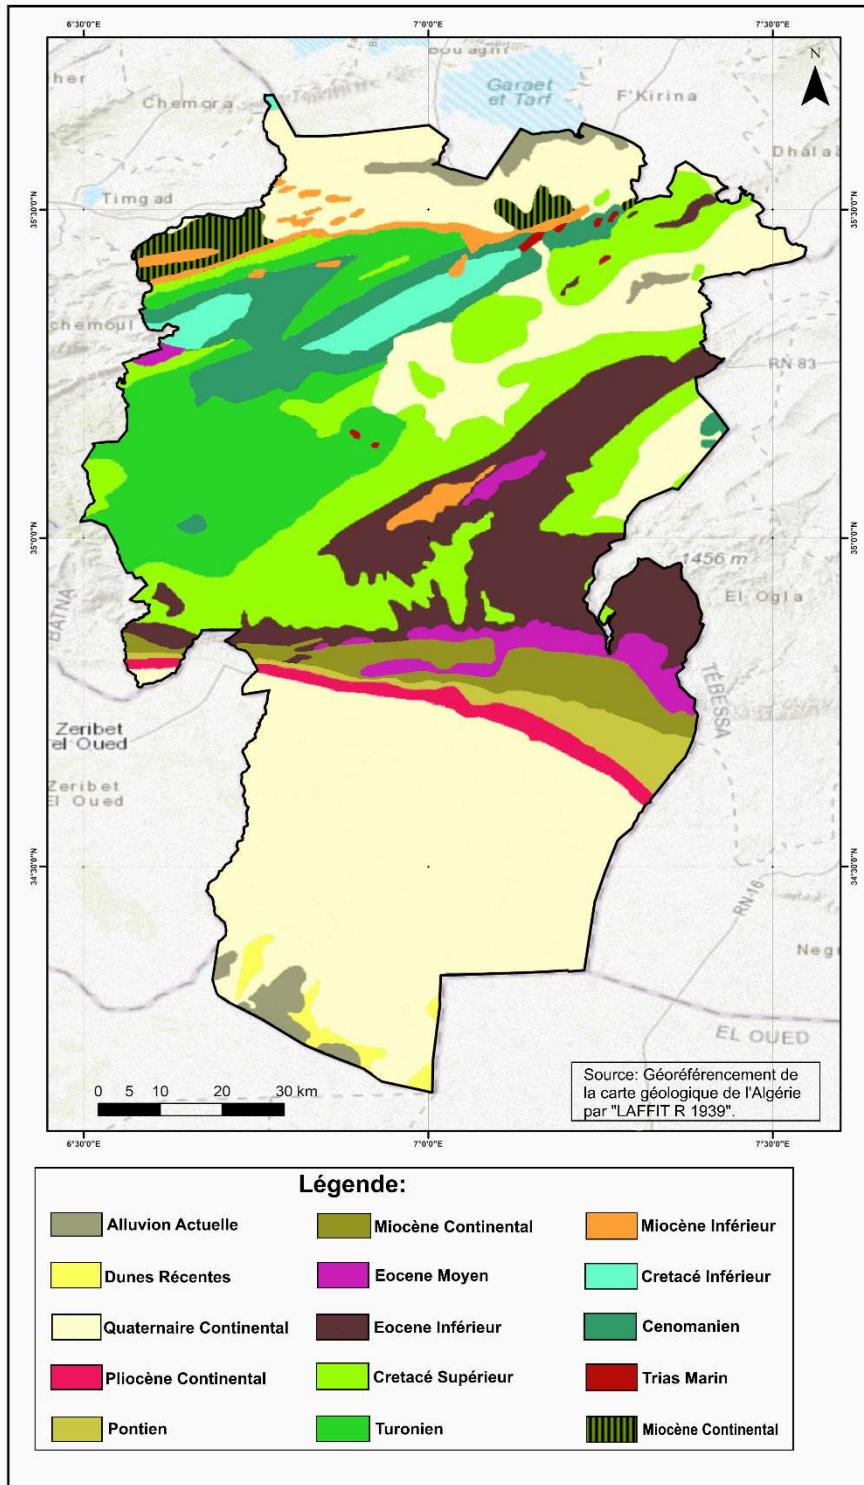 6°30'0"E
7°0'0"E
7°30'0"E
N
Garaet
et Tarf
F'Kirina
Chemora
Timgad
35°30'0"N
35°30'0"N
chemoul
RN 83
35°0'0"N
35°0'0"N
1456 m
El Ogla
BATNA
TÉBESSA
Zeribet
el Oued
Zeribet
El Oued
34°30'0"N
34°30'0"N
RN-16
Negr
EL OUED
0 5 10 20 30 km
Source: Géoréférencement de
la carte géologique de l'Algérie
par "LAFFIT R 1939".
6°30'0"E
7°0'0"E
7°30'0"E
Légende:
Alluvion Actuelle
Miocène Continental
Miocène Inférieur
Dunes Récentes
Eocene Moyen
Cretacé Inférieur
Quaternaire Continental
Eocene Inférieur
Cenomanien
Pliocène Continental
Cretacé Supérieur
Trias Marin
Pontien
Turonien
Miocène Continental